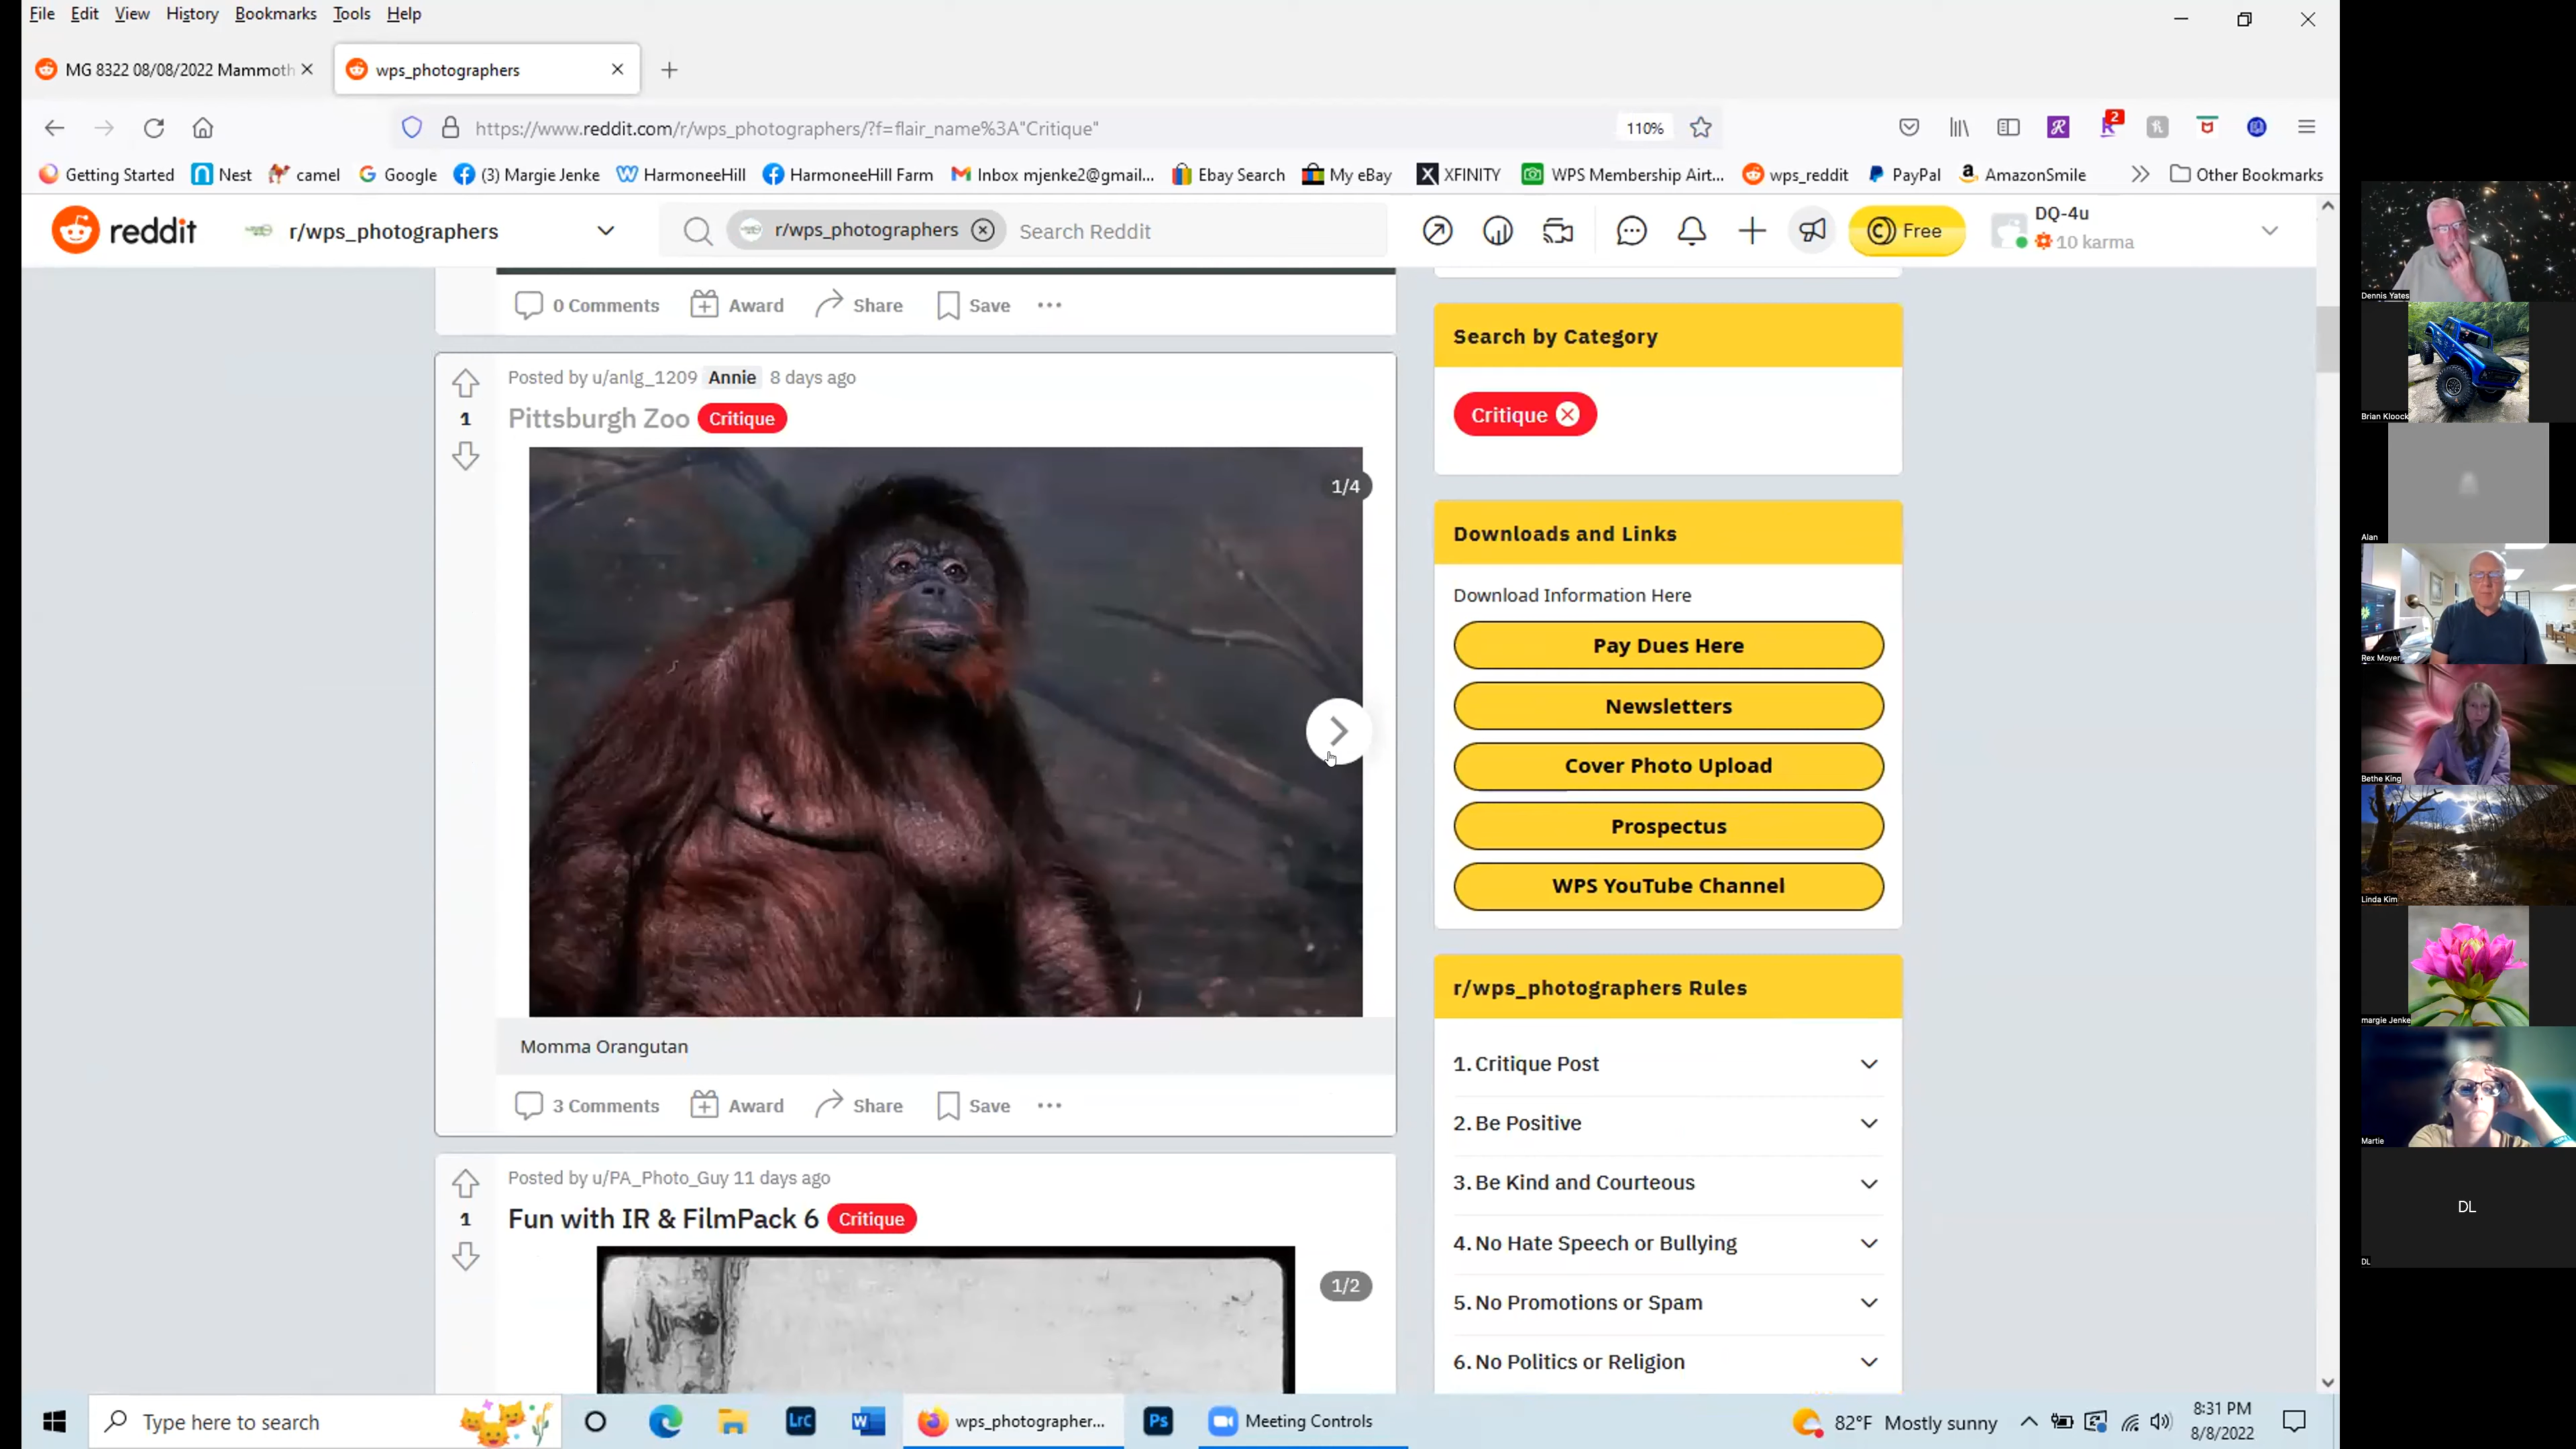 File Edit View History Bookmarks Tools Help
MG 8322 08/08/2022 Mammoth
wps_photographers
https://www.reddit.com/r/wps_photographers/?f=flair_name%3A"Critique"
110%
2
Getting Started Nest camel Google (3) Margie Jenke HarmoneeHill HarmoneeHill Farm Inbox mjenke2@gmail... Ebay Search My eBay XFINITY WPS Membership Airt... wps_reddit PayPal AmazonSmile Other Bookmarks
reddit r/wps_photographers
r/wps_photographers Search Reddit
Free
DQ-4u
10 karma
0 Comments Award Share Save
Posted by u/anlg_1209 Annie 8 days ago
1
Pittsburgh Zoo Critique
1/4
Momma Orangutan
3 Comments Award Share Save
Posted by u/PA_Photo_Guy 11 days ago
1
Fun with IR & FilmPack 6 Critique
1/2
Search by Category
Critique
Downloads and Links
Download Information Here
Pay Dues Here
Newsletters
Cover Photo Upload
Prospectus
WPS YouTube Channel
r/wps_photographers Rules
1. Critique Post
2. Be Positive
3. Be Kind and Courteous
4. No Hate Speech or Bullying
5. No Promotions or Spam
6. No Politics or Religion
Dennis Yates
Brian Kloock
Alan
Rex Moyer
Bethe King
Linda Kim
margie Jenke
Martie
DL
DL
Type here to search
LrC
W
wps_photographer...
Ps
Meeting Controls
82°F Mostly sunny
8:31 PM
8/8/2022